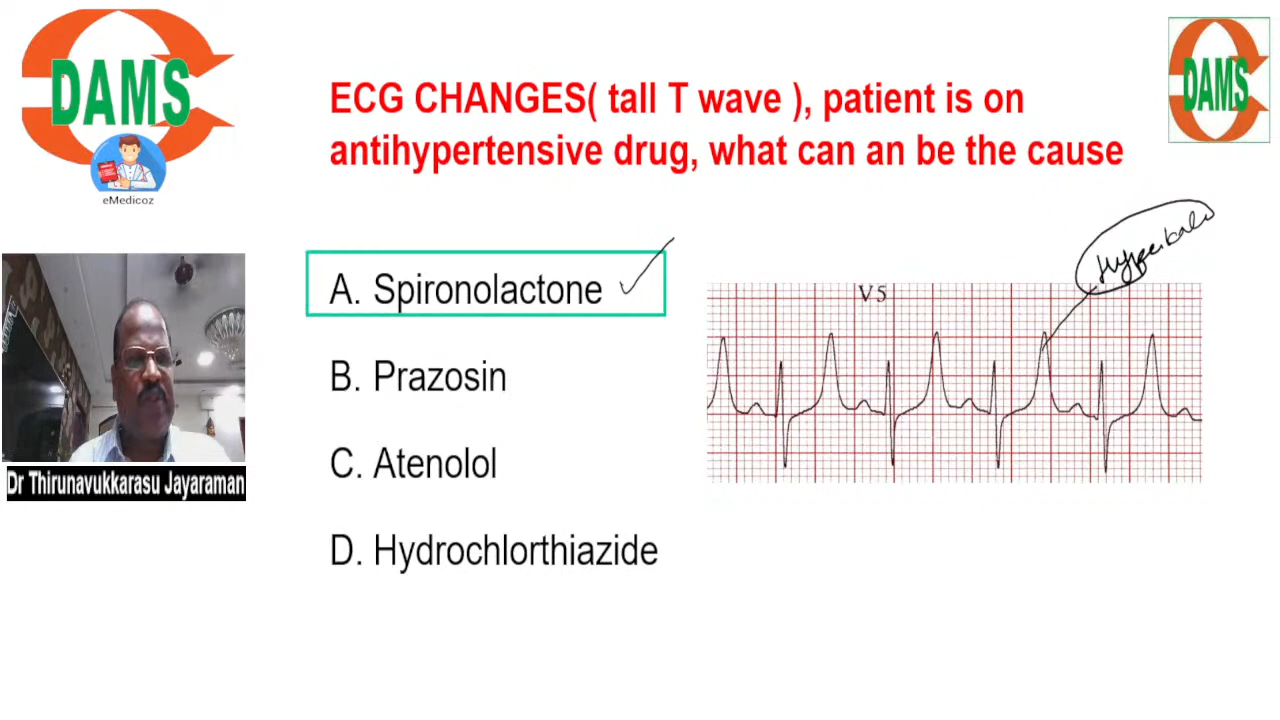 DAMS
eMedicoz
DAMS
ECG CHANGES( tall T wave ), patient is on
antihypertensive drug, what can an be the cause
A. Spironolactone
B. Prazosin
C. Atenolol
D. Hydrochlorthiazide
V5
Dr Thirunavukkarasu Jayaraman